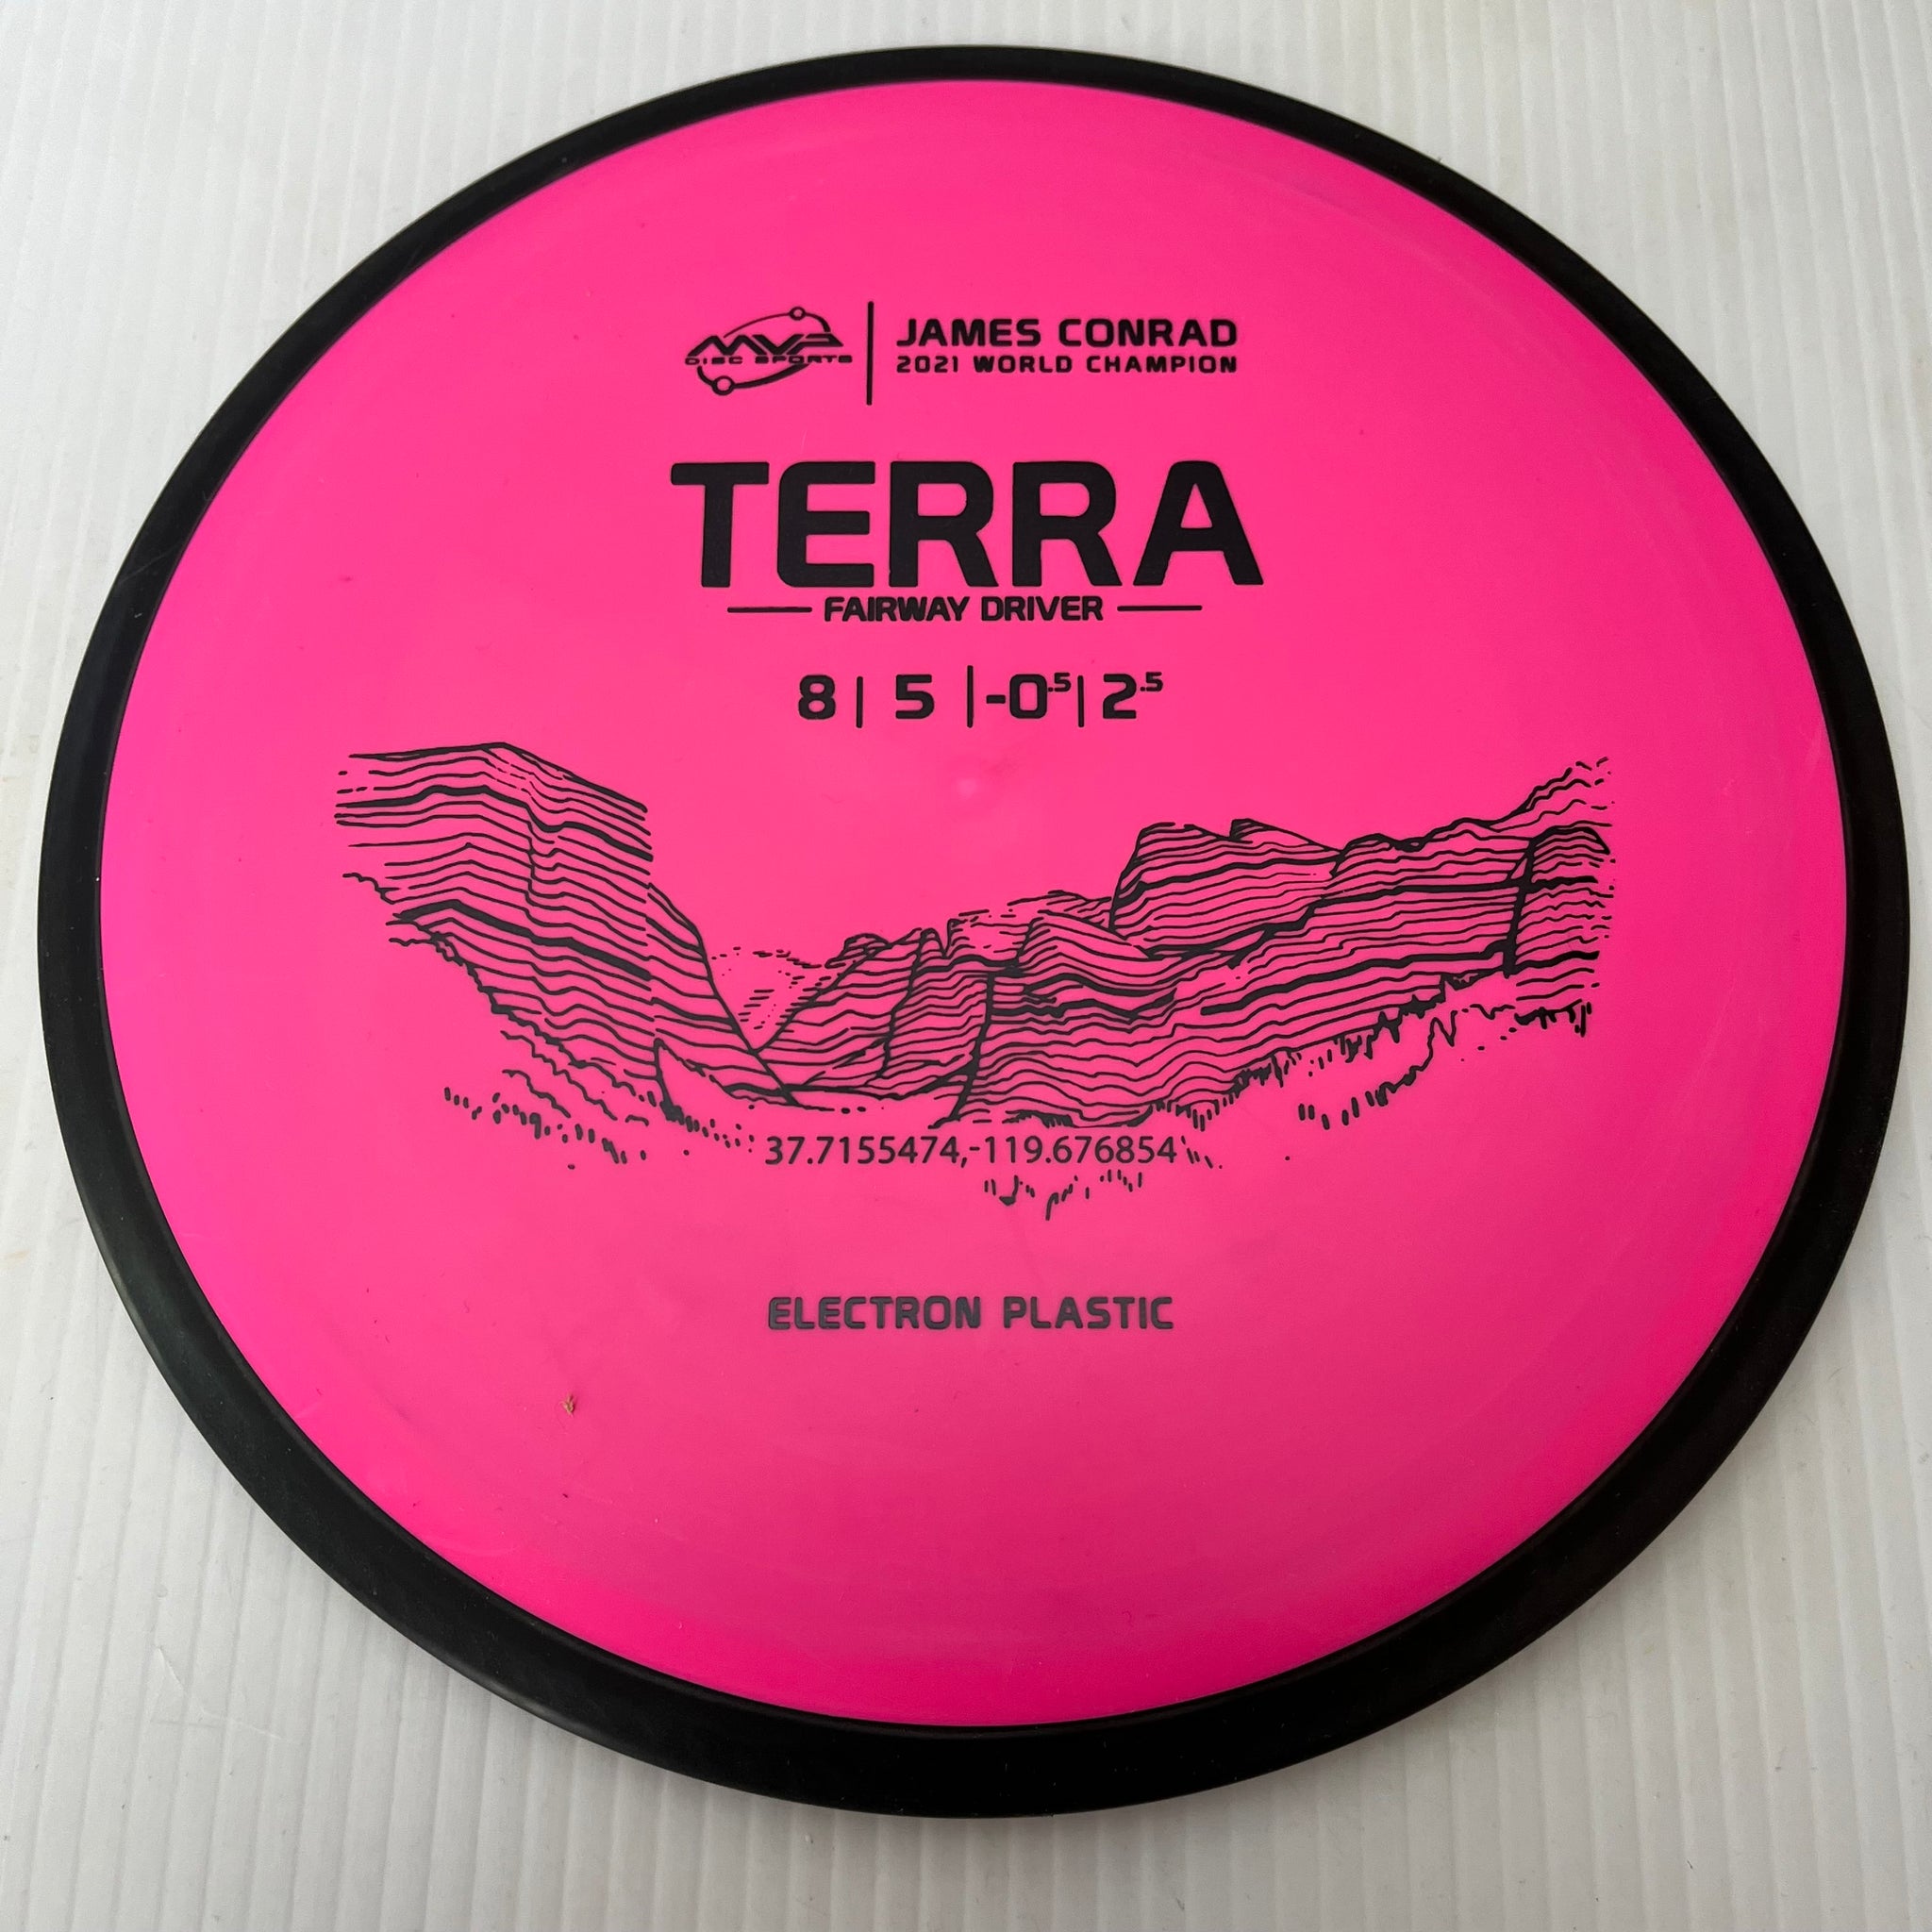 MVP
DISC SPORTS
JAMES CONRAD
2021 WORLD CHAMPION
TERRA
FAIRWAY DRIVER
8 | 5 | -0.5 | 2.5
37.7155474,-119.676854
ELECTRON PLASTIC